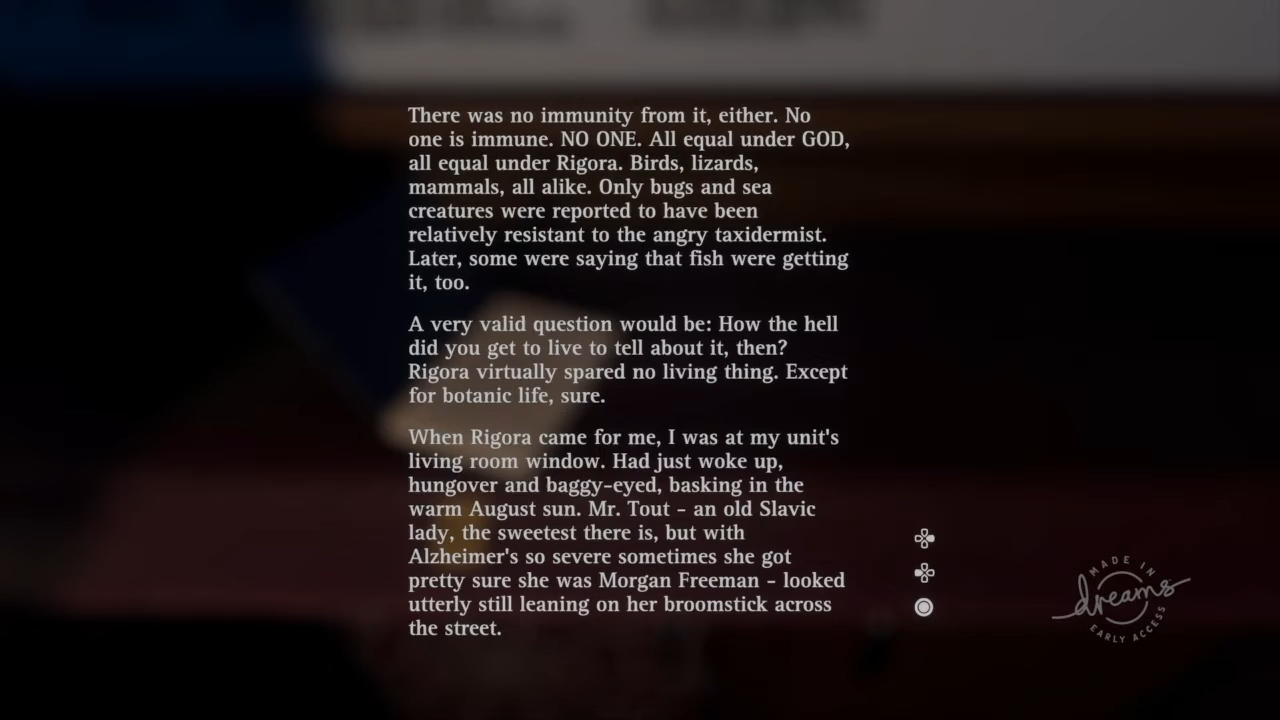 There was no immunity from it, either. No
one is immune. NO ONE. All equal under GOD,
all equal under Rigora. Birds, lizards,
mammals, all alike. Only bugs and sea
creatures were reported to have been
relatively resistant to the angry taxidermist.
Later, some were saying that fish were getting
it, too.
A very valid question would be: How the hell
did you get to live to tell about it, then?
Rigora virtually spared no living thing. Except
for botanic life, sure.
When Rigora came for me, I was at my unit's
living room window. Had just woke up,
hungover and baggy-eyed, basking in the
warm August sun. Mr. Tout - an old Slavic
lady, the sweetest there is, but with
Alzheimer's so severe sometimes she got
pretty sure she was Morgan Freeman - looked
utterly still leaning on her broomstick across
the street.
MADE IN
dreams
EARLY ACCESS